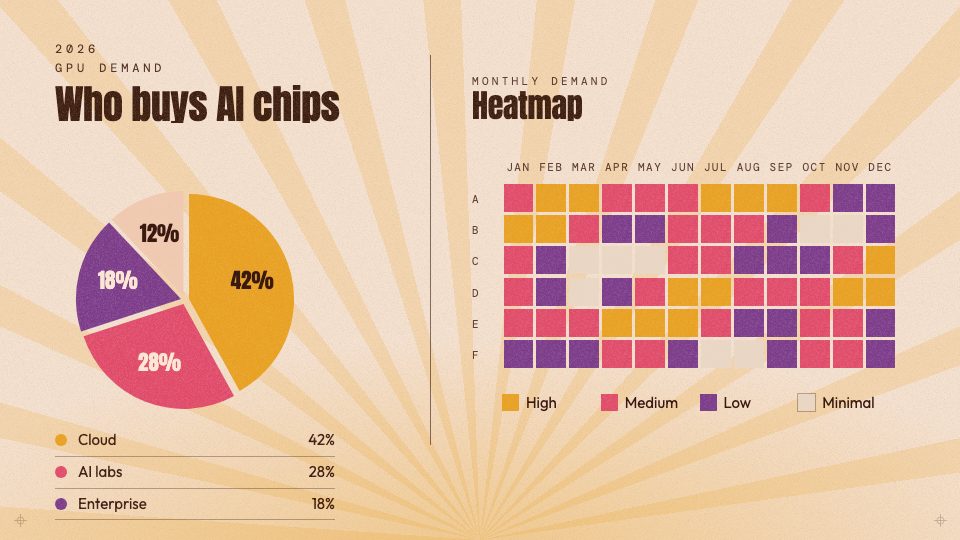 2026
GPU DEMAND
Who buys AI chips
12%
42%
18%
28%
Cloud 42%
AI labs 28%
Enterprise 18%
MONTHLY DEMAND
Heatmap
JAN FEB MAR APR MAY JUN JUL AUG SEP OCT NOV DEC
A
B
C
D
E
F
High Medium Low Minimal